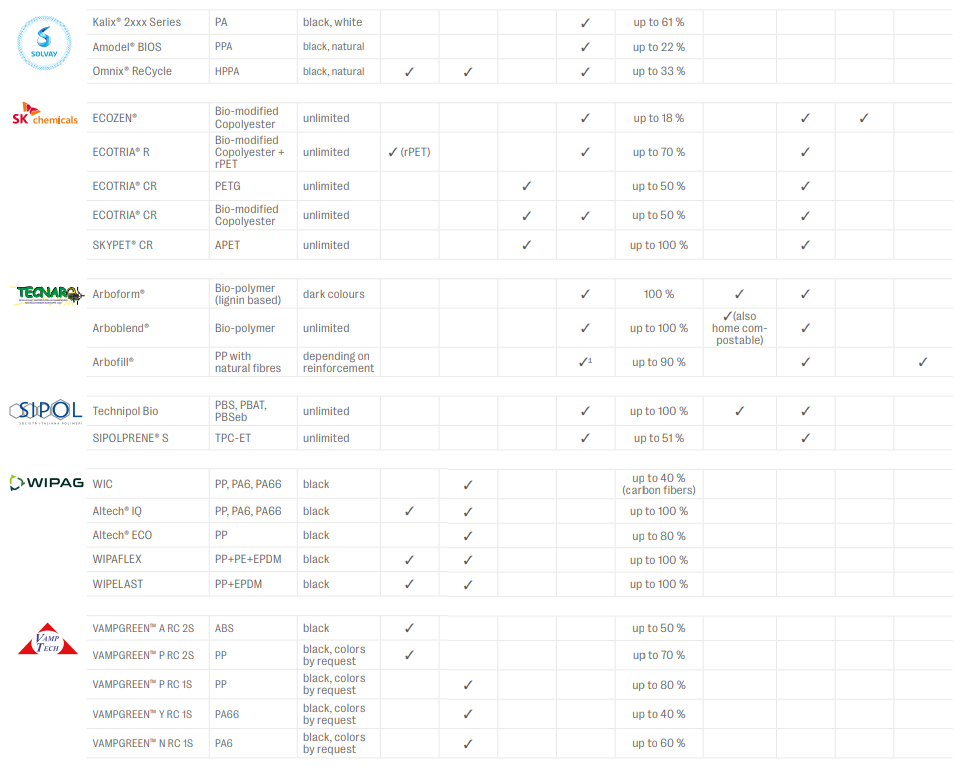 SOLVAY
Kalix® 2xxx Series PA black, white ✓ up to 61 %
Amodel® BIOS PPA black, natural ✓ up to 22 %
Omnix® ReCycle HPPA black, natural ✓ ✓ ✓ up to 33 %
SK chemicals
ECOZEN® Bio-modified Copolyester unlimited ✓ up to 18 % ✓ ✓
ECOTRIA® R Bio-modified Copolyester + rPET unlimited ✓ (rPET) ✓ up to 70 % ✓
ECOTRIA® CR PETG unlimited ✓ up to 50 % ✓
ECOTRIA® CR Bio-modified Copolyester unlimited ✓ ✓ up to 50 % ✓
SKYPET® CR APET unlimited ✓ up to 100 % ✓
TECNARO
Arboform® Bio-polymer (lignin based) dark colours ✓ 100 % ✓ ✓
Arboblend® Bio-polymer unlimited ✓ up to 100 % ✓(also home com-postable) ✓
Arbofill® PP with natural fibres depending on reinforcement ✓¹ up to 90 % ✓ ✓
SIPOL
SOCIETÀ ITALIANA POLIMERI
Technipol Bio PBS, PBAT, PBSeb unlimited ✓ up to 100 % ✓ ✓
SIPOLPRENE® S TPC-ET unlimited ✓ up to 51 % ✓
WIPAG
WIC PP, PA6, PA66 black ✓ up to 40 % (carbon fibers)
Altech® IQ PP, PA6, PA66 black ✓ ✓ up to 100 %
Altech® ECO PP black ✓ up to 80 %
WIPAFLEX PP+PE+EPDM black ✓ ✓ up to 100 %
WIPELAST PP+EPDM black ✓ ✓ up to 100 %
VAMP TECH
VAMPGREEN™ A RC 2S ABS black ✓ up to 50 %
VAMPGREEN™ P RC 2S PP black, colors by request ✓ up to 70 %
VAMPGREEN™ P RC 1S PP black, colors by request ✓ up to 80 %
VAMPGREEN™ Y RC 1S PA66 black, colors by request ✓ up to 40 %
VAMPGREEN™ N RC 1S PA6 black, colors by request ✓ up to 60 %